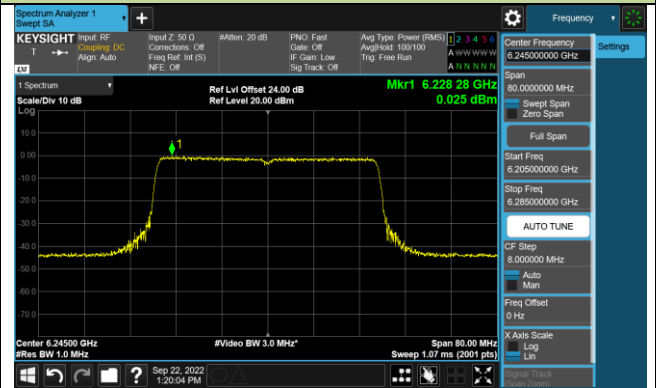 Spectrum Analyzer 1
Swept SA
+
Frequency
KEYSIGHT
T
LXI
Input: RF
Coupling: DC
Align: Auto
Input Z: 50 Ω
Corrections: Off
Freq Ref: Int (S)
NFE: Off
#Atten: 20 dB
PNO: Fast
Gate: Off
IF Gain: Low
Sig Track: Off
Avg Type: Power (RMS)
Avg|Hold: 100/100
Trig: Free Run
1 2 3 4 5 6
A W W W W W
A N N N N N
1 Spectrum
Scale/Div 10 dB
Ref Lvl Offset 24.00 dB
Ref Level 20.00 dBm
Mkr1 6.228 28 GHz
0.025 dBm
Log
10.0
0.00
-10.0
-20.0
-30.0
-40.0
-50.0
-60.0
-70.0
1
Center 6.24500 GHz
#Res BW 1.0 MHz
#Video BW 3.0 MHz*
Span 80.00 MHz
Sweep 1.07 ms (2001 pts)
Center Frequency
6.245000000 GHz
Settings
Span
80.0000000 MHz
Swept Span
Zero Span
Full Span
Start Freq
6.205000000 GHz
Stop Freq
6.285000000 GHz
AUTO TUNE
CF Step
8.000000 MHz
Auto
Man
Freq Offset
0 Hz
X Axis Scale
Log
Lin
Signal Track
(Span Zoom)
?
Sep 22, 2022
1:20:04 PM